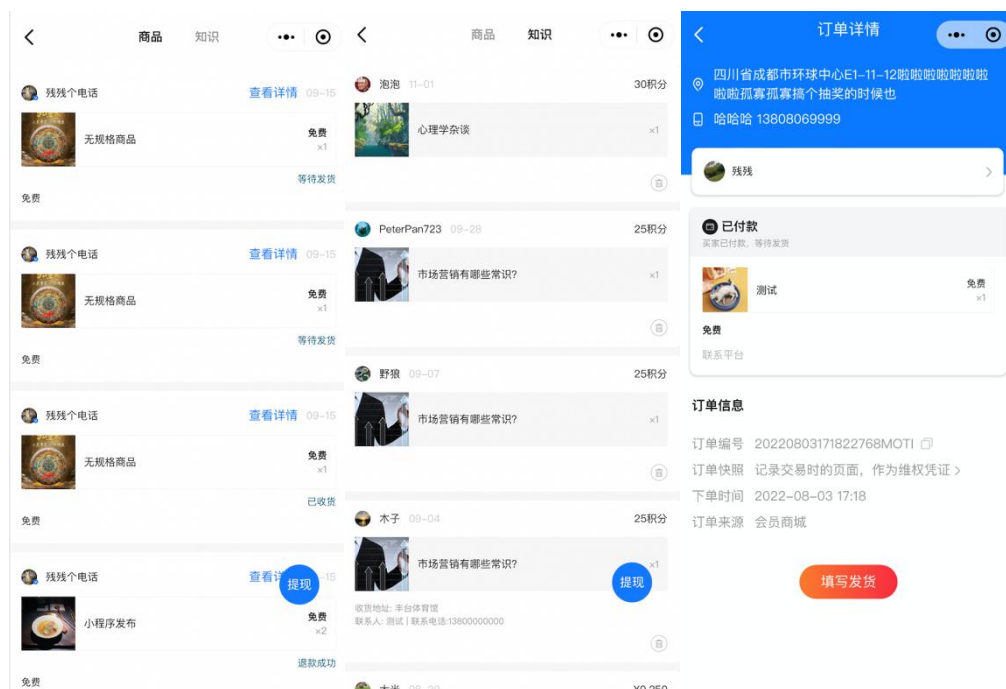 商品 知识
残残个电话 查看详情 09-15
无规格商品 免费
×1
等待发货
免费
残残个电话 查看详情 09-15
无规格商品 免费
×1
等待发货
免费
残残个电话 查看详情 09-15
无规格商品 免费
×1
已收货
免费
残残个电话 查看 -15
提现
小程序发布 免费
×2
退款成功
免费
商品 知识
泡泡 11-01 30积分
心理学杂谈 ×1
PeterPan723 09-28 25积分
市场营销有哪些常识? ×1
野狼 09-07 25积分
市场营销有哪些常识? ×1
木子 09-04 25积分
市场营销有哪些常识? ×1
提现
收货地址: 丰台体育馆
联系人: 测试 | 联系电话:13800000000
订单详情
四川省成都市环球中心E1-11-12啦啦啦啦啦啦啦
啦啦孤寡孤寡搞个抽奖的时候也
哈哈哈 13808069999
残残
已付款
买家已付款，等待发货
测试 免费
×1
免费
联系平台
订单信息
订单编号 20220803171822768MOTI
订单快照 记录交易时的页面，作为维权凭证 >
下单时间 2022-08-03 17:18
订单来源 会员商城
填写发货